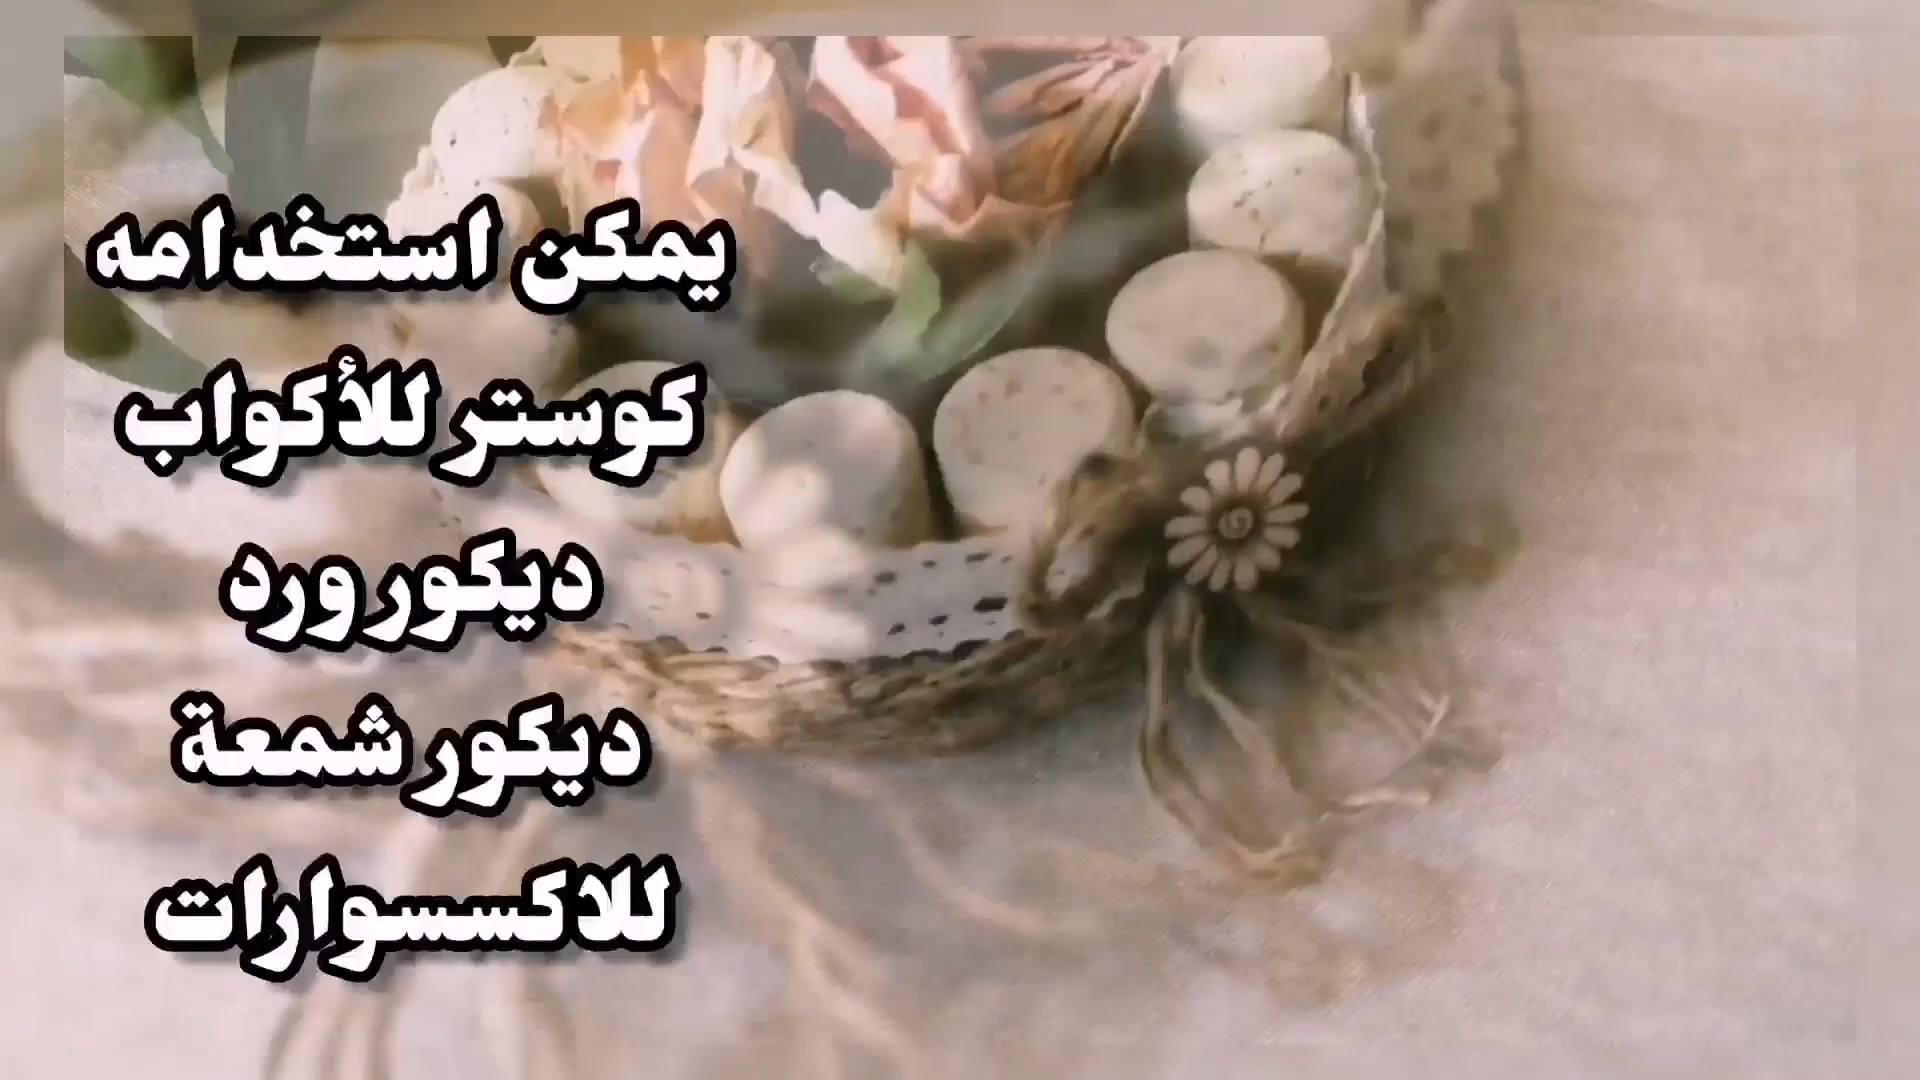 يمكن استخدامه
كوستر للأكواب
ديكور ورد
ديكور شمعة
للاكسسوارات